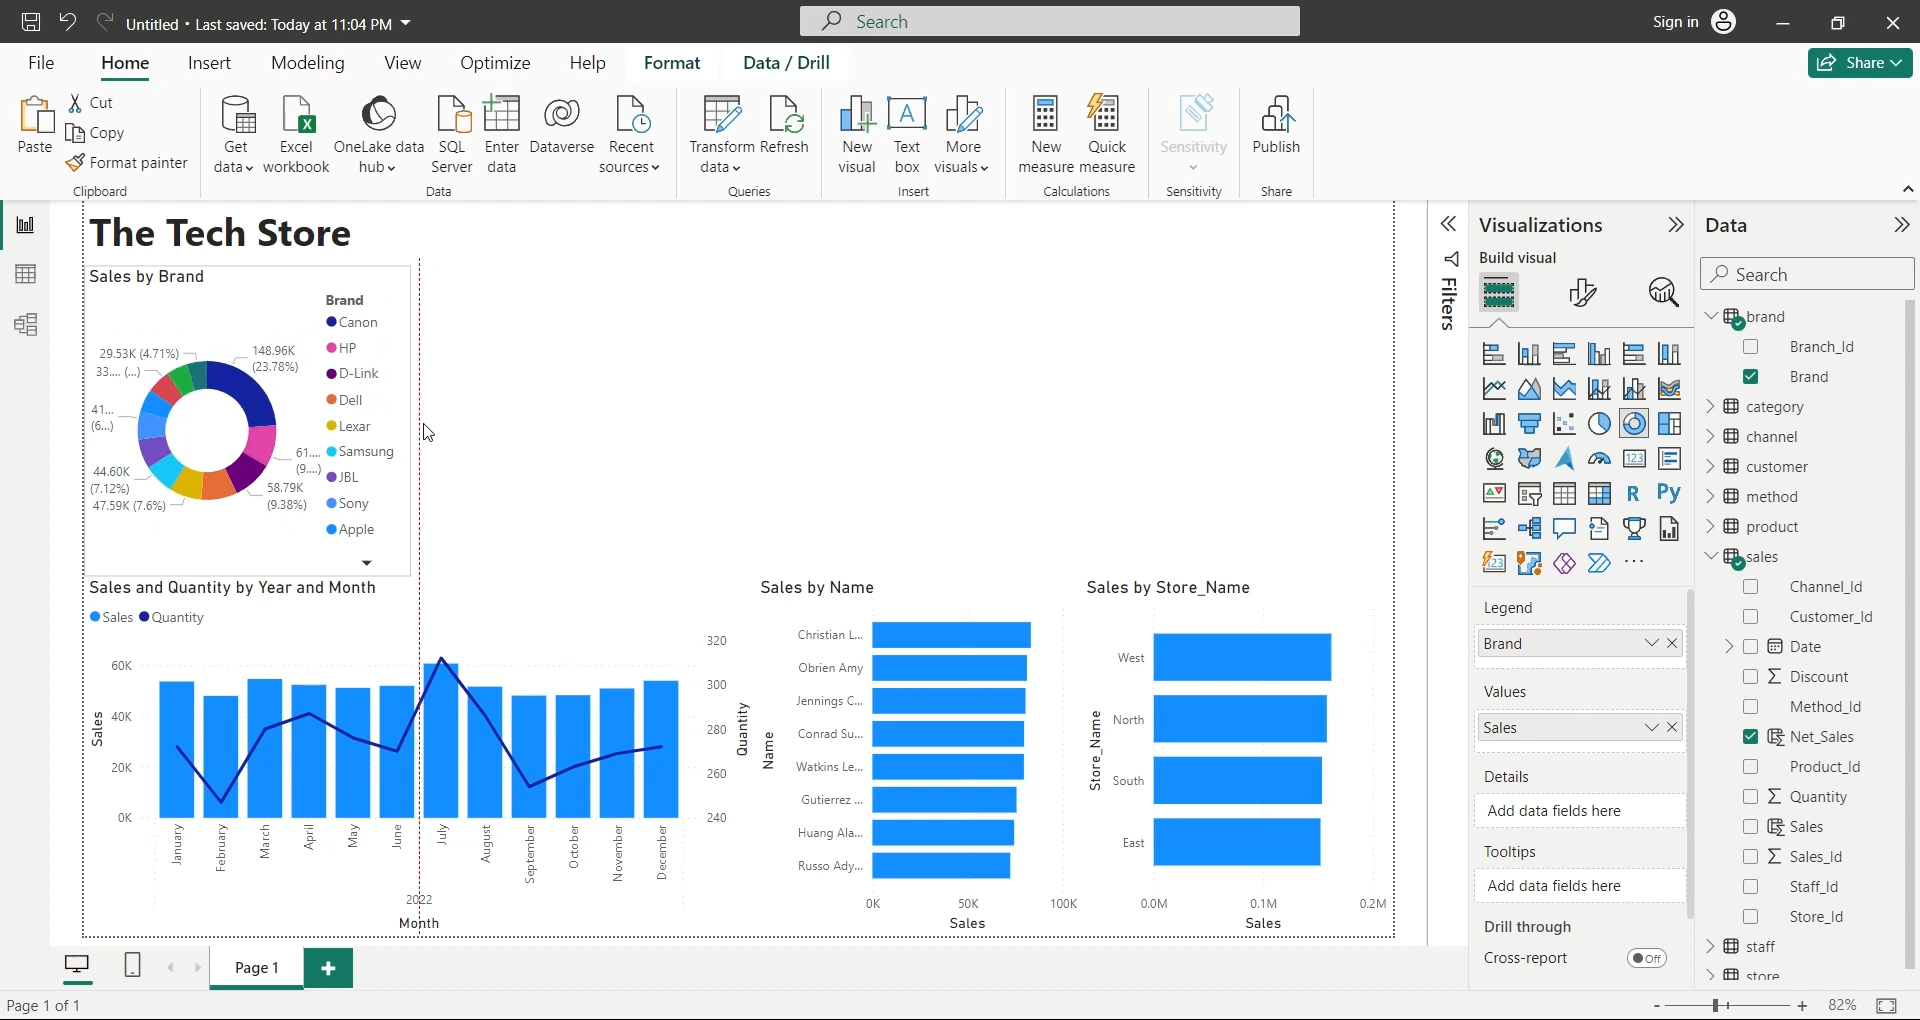 Untitled • Last saved: Today at 11:04 PM
Search
Sign in
File Home Insert Modeling View Optimize Help Format Data / Drill
Share
Paste
Cut
Copy
Format painter
Clipboard
Get data
Excel workbook
OneLake data hub
SQL Server
Enter data
Dataverse
Recent sources
Data
Transform data
Refresh
Queries
New visual
Text box
More visuals
Insert
New measure
Quick measure
Calculations
Sensitivity
Sensitivity
Publish
Share
The Tech Store
Sales by Brand
Brand
Canon
HP
D-Link
Dell
Lexar
Samsung
JBL
Sony
Apple
29.53K (4.71%)
33.... (...)
41... (6...)
44.60K (7.12%)
47.59K (7.6%)
148.96K (23.78%)
61.... (9....)
58.79K (9.38%)
Sales and Quantity by Year and Month
Sales Quantity
60K
40K
20K
0K
Sales
320
300
280
260
240
Quantity
January
February
March
April
May
June
July
August
September
October
November
December
2022
Month
Sales by Name
Name
Christian L...
Obrien Amy
Jennings C...
Conrad Su...
Watkins Le...
Gutierrez ...
Huang Ala...
Russo Ady...
0K 50K 100K
Sales
Sales by Store_Name
Store_Name
West
North
South
East
0.0M 0.1M 0.2M
Sales
Filters
Visualizations
Build visual
123
R
Py
123
Legend
Brand
Values
Sales
Details
Add data fields here
Tooltips
Add data fields here
Drill through
Cross-report
Off
Data
Search
brand
Branch_Id
Brand
category
channel
customer
method
product
sales
Channel_Id
Customer_Id
Date
Discount
Method_Id
Net_Sales
Product_Id
Quantity
Sales
Sales_Id
Staff_Id
Store_Id
staff
store
Page 1
Page 1 of 1
82%